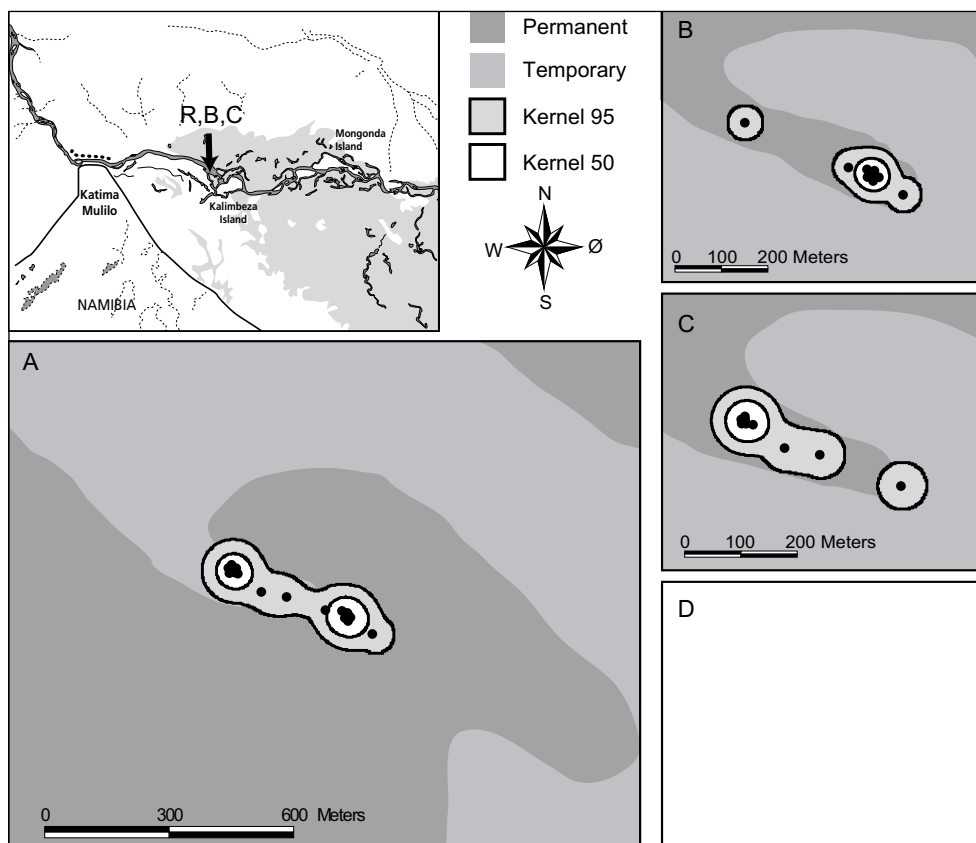 R,B,C
Mongonda
Island
Katima
Mulilo
Kalimbeza
Island
NAMIBIA
Permanent
Temporary
Kernel 95
Kernel 50
N
W
Ø
S
B
0 100 200 Meters
C
0 100 200 Meters
A
0 300 600 Meters
D